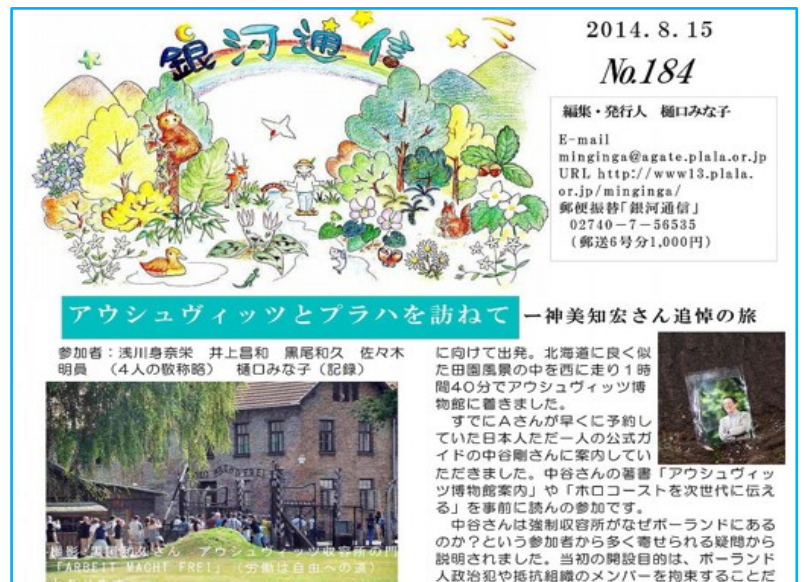 銀河通信
2014.8.15
No.184
編集・発行人 樋口みな子
E-mail
minginga@agate.plala.or.jp
URL http://www13.plala.
or.jp/minginga/
郵便振替「銀河通信」
02740-7-56535
(郵送6号分1,000円)
アウシュヴィッツとプラハを訪ねて ー神美知宏さん追悼の旅
参加者：浅川身奈栄 井上昌和 黒尾和久 佐々木
明員 (4人の敬称略) 樋口みな子(記録)
撮影・黒尾和久さん アウシュヴィッツ収容所の門
「ARBEIT MACHT FREI」(労働は自由への道)
に向けて出発。北海道に良く似
た田園風景の中を西に走り1時
間40分でアウシュヴィッツ博
物館に着きました。
すでにAさんが早くに予約し
ていた日本人ただ一人の公式ガ
イドの中谷剛さんに案内してい
ただきました。中谷さんの著書「アウシュヴィッ
ツ博物館案内」や「ホロコーストを次世代に伝え
る」を事前に読んの参加です。
中谷さんは強制収容所がなぜポーランドにある
のか？という参加者から多く寄せられる疑問から
説明されました。当初の開設目的は、ポーランド
人政治犯や抵抗組織のメンバーを拘束することだ